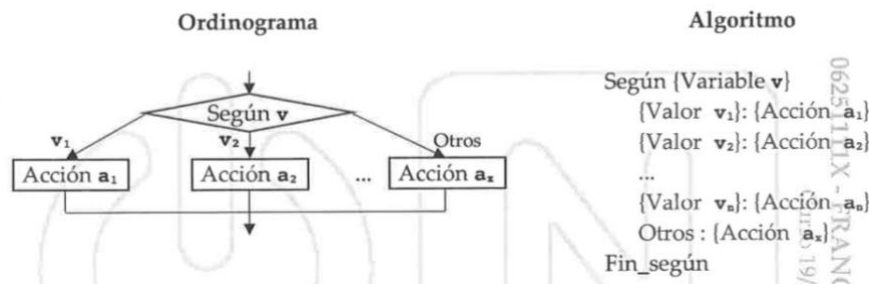 Ordinograma
Según v
v₁
v₂
Otros
Acción a₁
Acción a₂
...
Acción aₓ
Algoritmo
Según {Variable v}
{Valor v₁}: {Acción a₁}
{Valor v₂}: {Acción a₂}
...
{Valor vₙ}: {Acción aₙ}
Otros : {Acción aₓ}
Fin_según